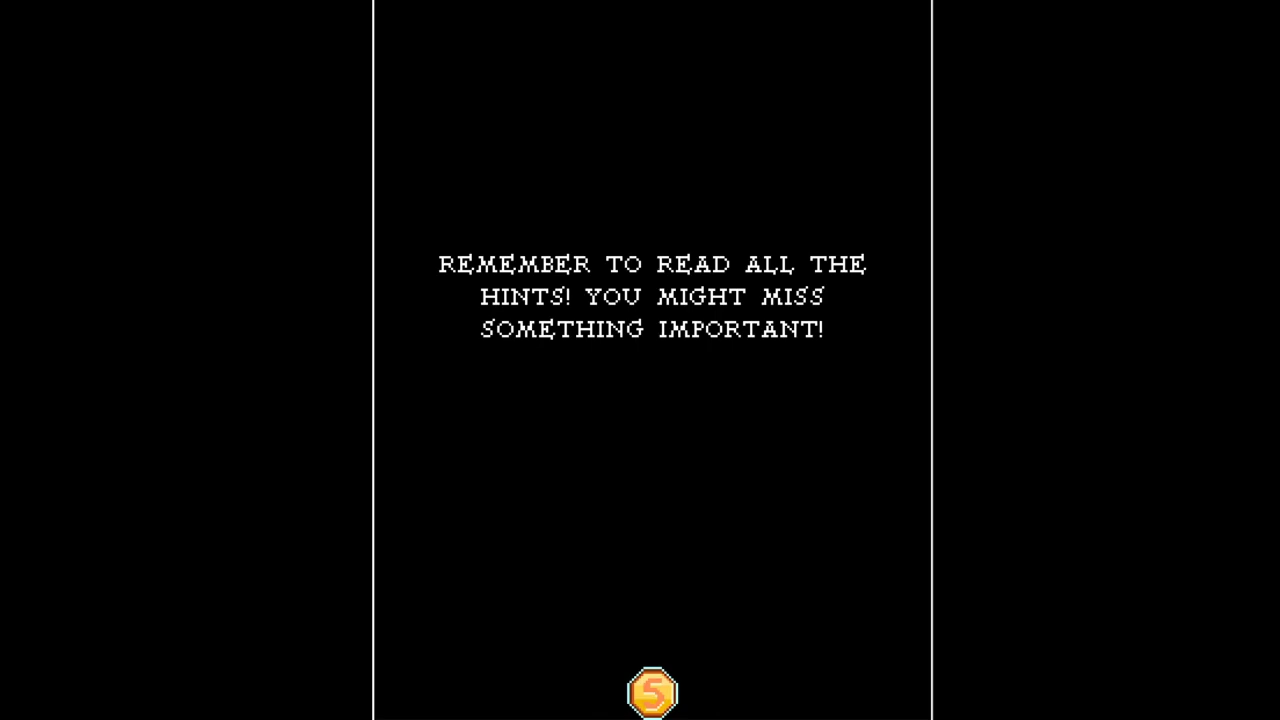 REMEMBER TO READ ALL THE
HINTS! YOU MIGHT MISS
SOMETHING IMPORTANT!
S